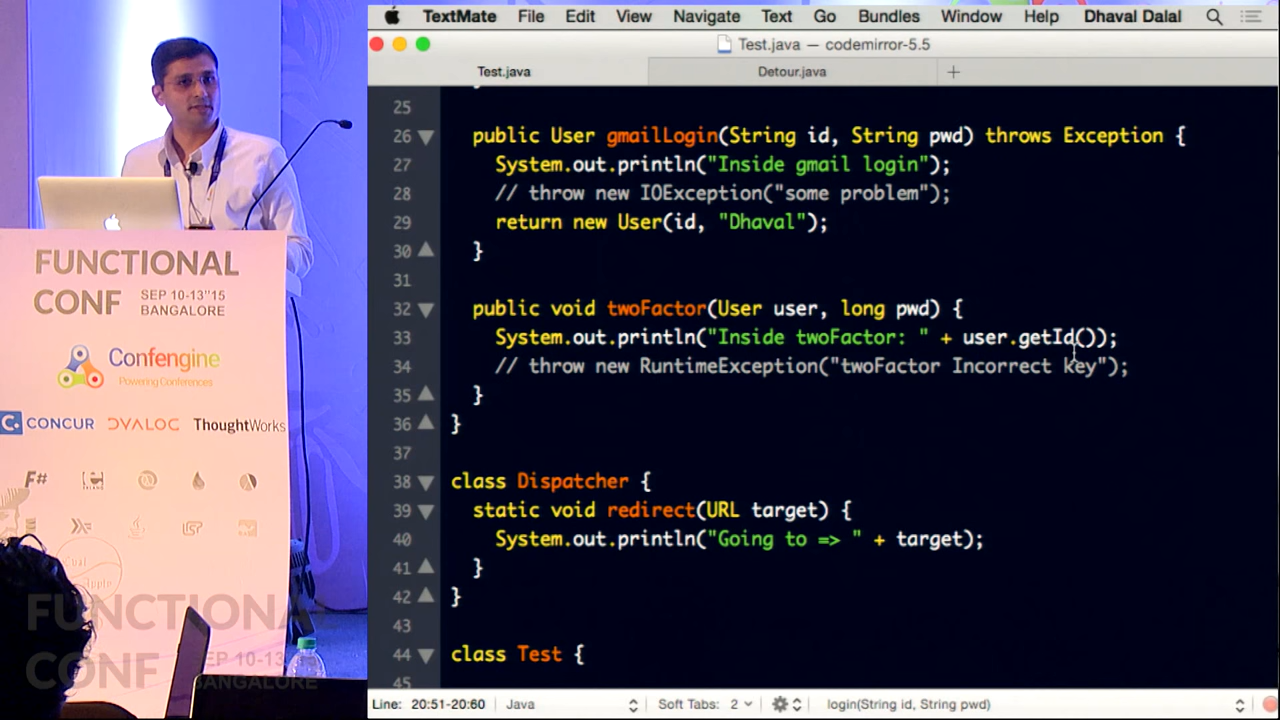 TextMate File Edit View Navigate Text Go Bundles Window Help Dhaval Dalal
Test.java — codemirror-5.5
Test.java Detour.java +
25
26 public User gmailLogin(String id, String pwd) throws Exception {
27 System.out.println("Inside gmail login");
28 // throw new IOException("some problem");
29 return new User(id, "Dhaval");
30 }
31
32 public void twoFactor(User user, long pwd) {
33 System.out.println("Inside twoFactor: " + user.getId());
34 // throw new RuntimeException("twoFactor Incorrect key");
35 }
36 }
37
38 class Dispatcher {
39 static void redirect(URL target) {
40 System.out.println("Going to => " + target);
41 }
42 }
43
44 class Test {
45
Line: 20:51-20:60 Java Soft Tabs: 2 login(String id, String pwd)
FUNCTIONAL
CONF SEP 10-13"15
BANGALORE
Confengine
Powering Conferences
C. CONCUR DVALOC ThoughtWorks
F#
FUNCTIONAL
CONF SEP 10-13
BANGALORE